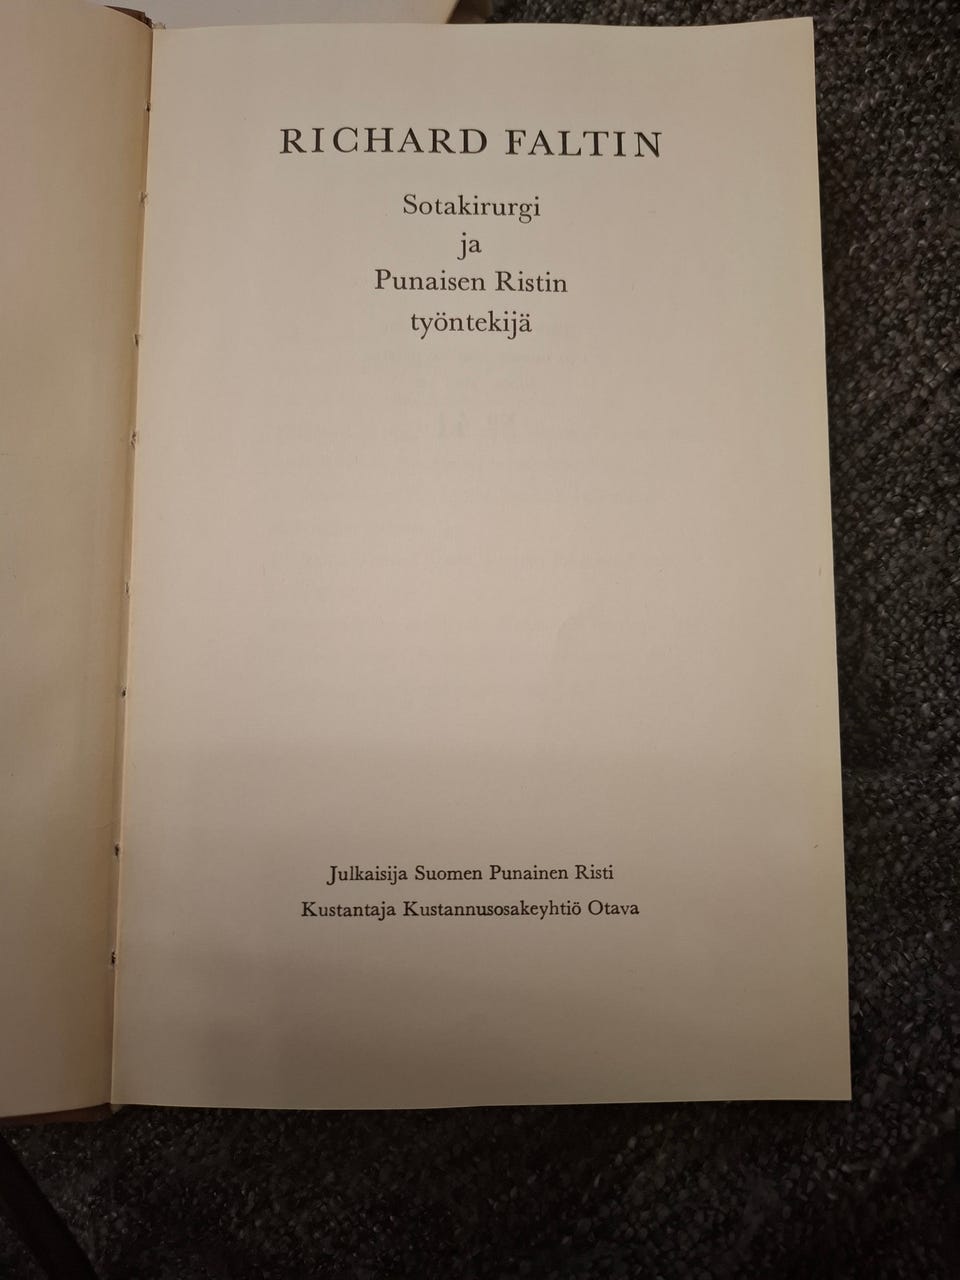 RICHARD FALTIN
Sotakirurgi
ja
Punaisen Ristin
työntekijä
Julkaisija Suomen Punainen Risti
Kustantaja Kustannusosakeyhtiö Otava